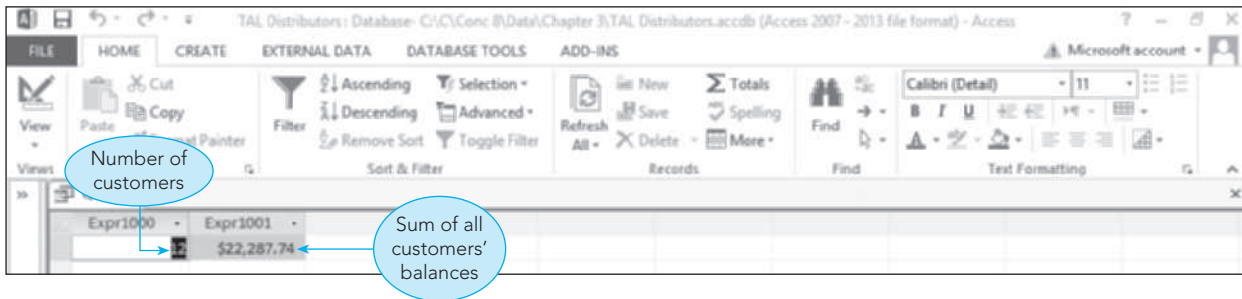 TAL Distributors : Database- C:\C\Conc 8\Data\Chapter 3\TAL Distributors.accdb (Access 2007 - 2013 file format) - Access
FILE HOME CREATE EXTERNAL DATA DATABASE TOOLS ADD-INS Microsoft account
View
Views
Paste
Cut
Copy
Format Painter
Filter
Ascending
Descending
Remove Sort
Selection
Advanced
Toggle Filter
Sort & Filter
Refresh
All
New
Save
Delete
Totals
Spelling
More
Records
Find
Find
Calibri (Detail) 11
B I U
Text Formatting
Number of
customers
Expr1000 Expr1001
12 $22,287.74
Sum of all
customers’
balances